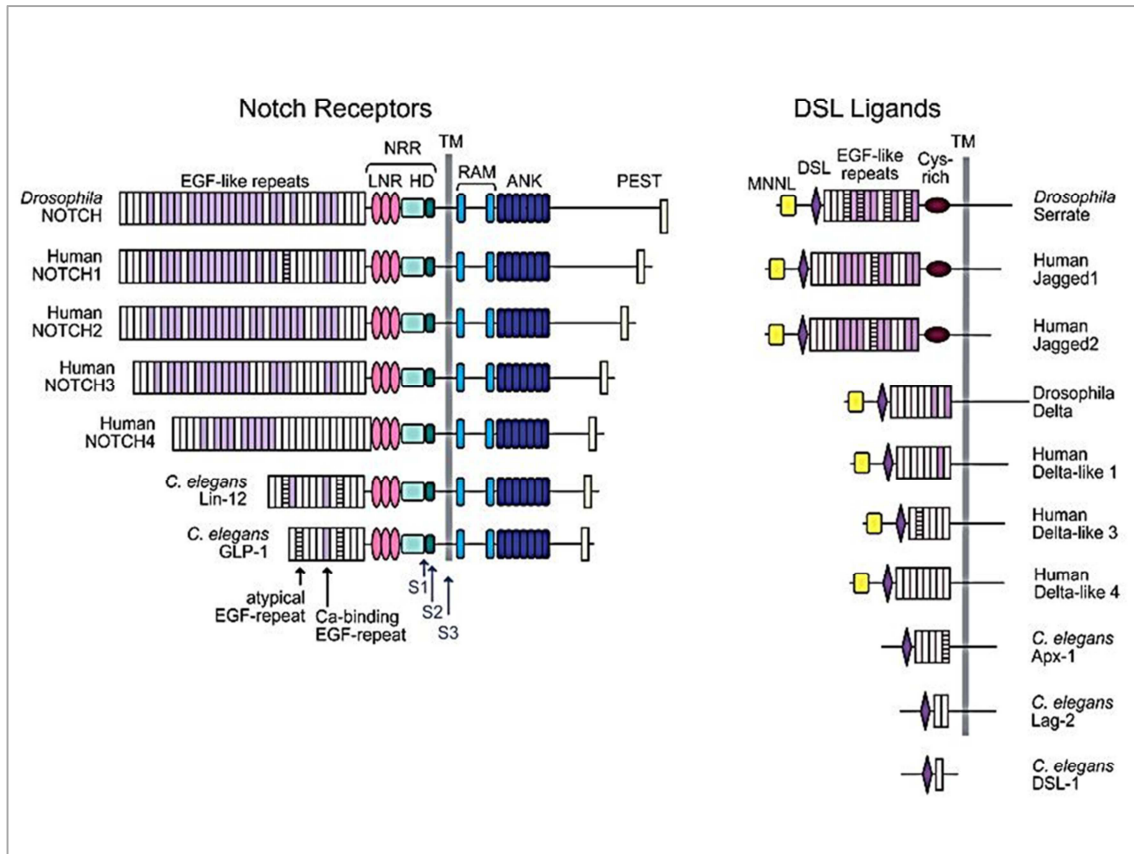 Notch Receptors
TM
NRR
EGF-like repeats
LNR HD
RAM
ANK
PEST
Drosophila
NOTCH
Human
NOTCH1
Human
NOTCH2
Human
NOTCH3
Human
NOTCH4
C. elegans
Lin-12
C. elegans
GLP-1
atypical
EGF-repeat
Ca-binding
EGF-repeat
S1
S2
S3
DSL Ligands
TM
MNNL
DSL
EGF-like
repeats
Cys-
rich
Drosophila
Serrate
Human
Jagged1
Human
Jagged2
Drosophila
Delta
Human
Delta-like 1
Human
Delta-like 3
Human
Delta-like 4
C. elegans
Apx-1
C. elegans
Lag-2
C. elegans
DSL-1